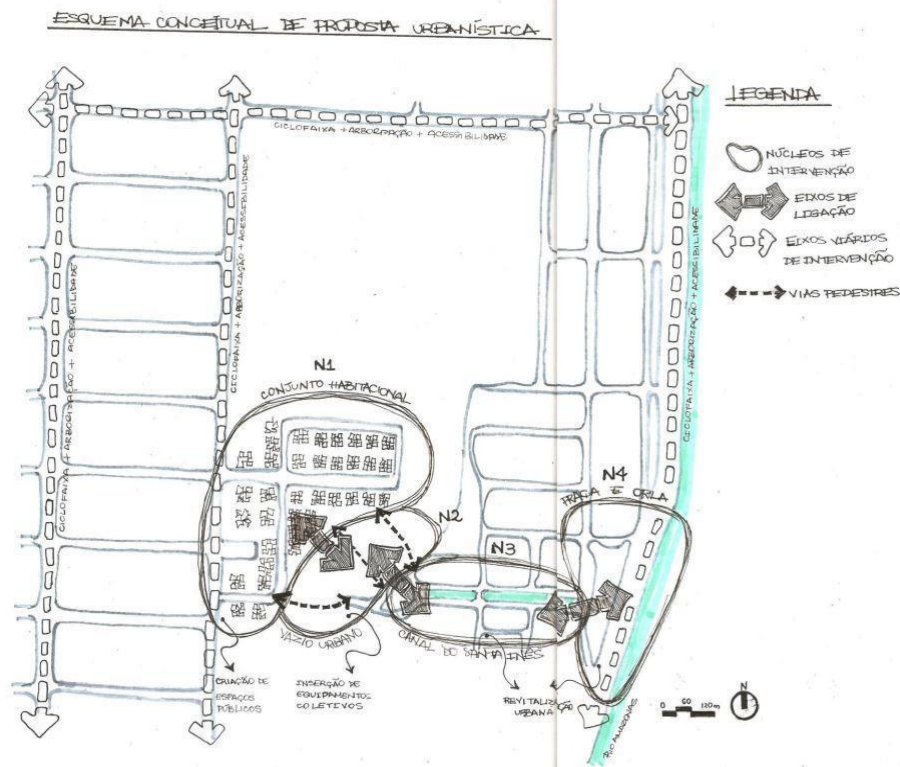 ESQUEMA CONCEITUAL DE PROPOSTA URBANÍSTICA
LEGENDA
NÚCLEOS DE
INTERVENÇÃO
EIXOS DE
LIGAÇÃO
EIXOS VIÁRIOS
DE INTERVENÇÃO
VIAS PEDESTRES
CICLOFAIXA + ARBORIZAÇÃO + ACESSIBILIDADE
CICLOFAIXA + ARBORIZAÇÃO + ACESSIBILIDADE
CICLOFAIXA + ARBORIZAÇÃO + ACESSIBILIDADE
CICLOFAIXA + ARBORIZAÇÃO + ACESSIBILIDADE
N1
CONJUNTO HABITACIONAL
N2
VAZIO URBANO
N3
CANAL DO SANTA INÊS
N4
PRAÇA E ORLA
CRIAÇÃO DE
ESPAÇOS
PÚBLICOS
INSERÇÃO DE
EQUIPAMENTOS
COLETIVOS
REVITALIZAÇÃO
URBANA
RIO AMAZONAS
0 60 120m
N